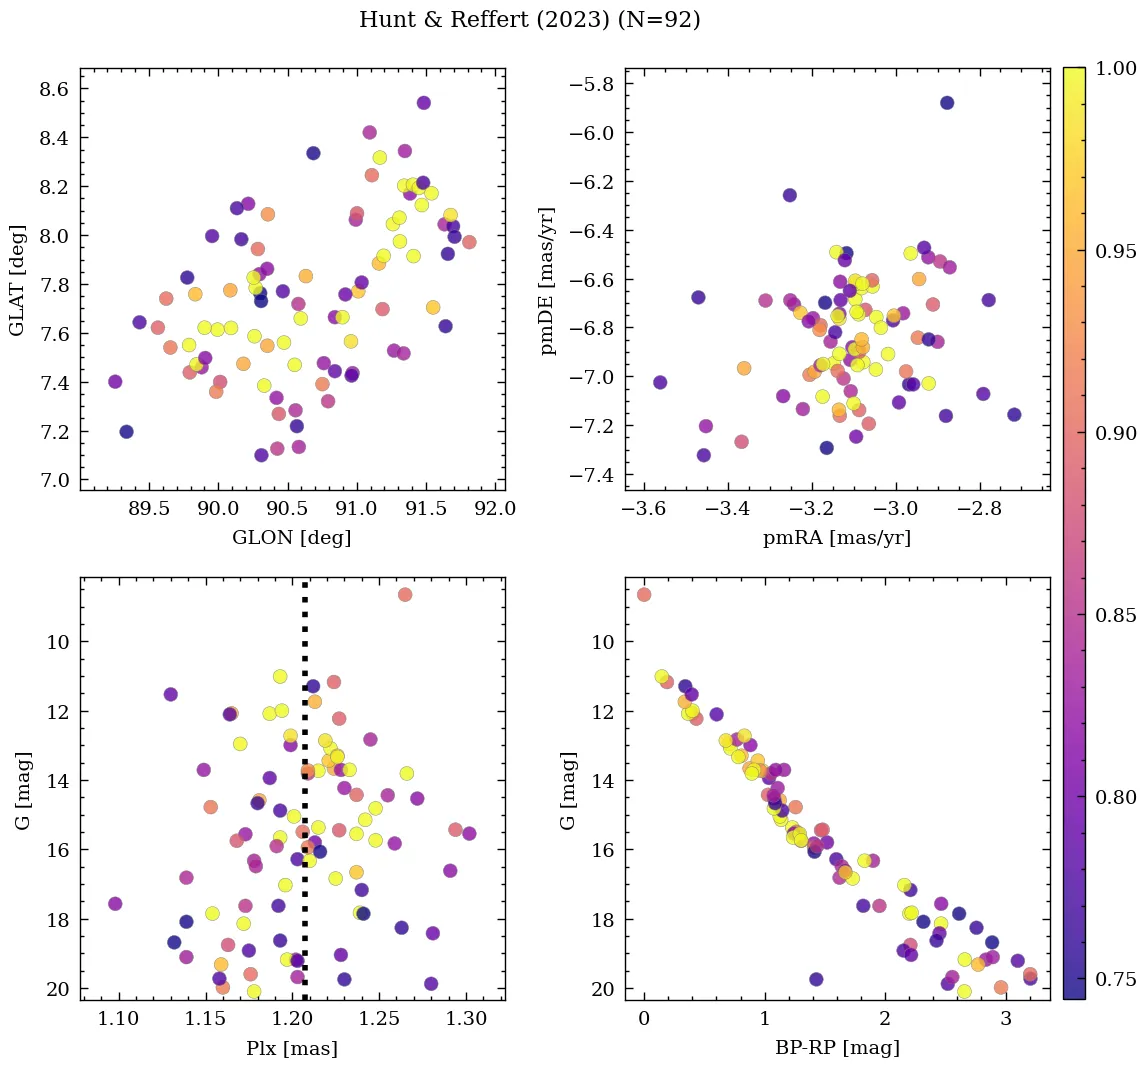 Hunt & Reffert (2023) (N=92)
8.6
8.4
8.2
8.0
7.8
7.6
7.4
7.2
7.0
GLAT [deg]
89.5 90.0 90.5 91.0 91.5 92.0
GLON [deg]
−5.8
−6.0
−6.2
−6.4
−6.6
−6.8
−7.0
−7.2
−7.4
pmDE [mas/yr]
−3.6 −3.4 −3.2 −3.0 −2.8
pmRA [mas/yr]
1.00
0.95
0.90
0.85
0.80
0.75
10
12
14
16
18
20
G [mag]
1.10 1.15 1.20 1.25 1.30
Plx [mas]
10
12
14
16
18
20
G [mag]
0 1 2 3
BP-RP [mag]